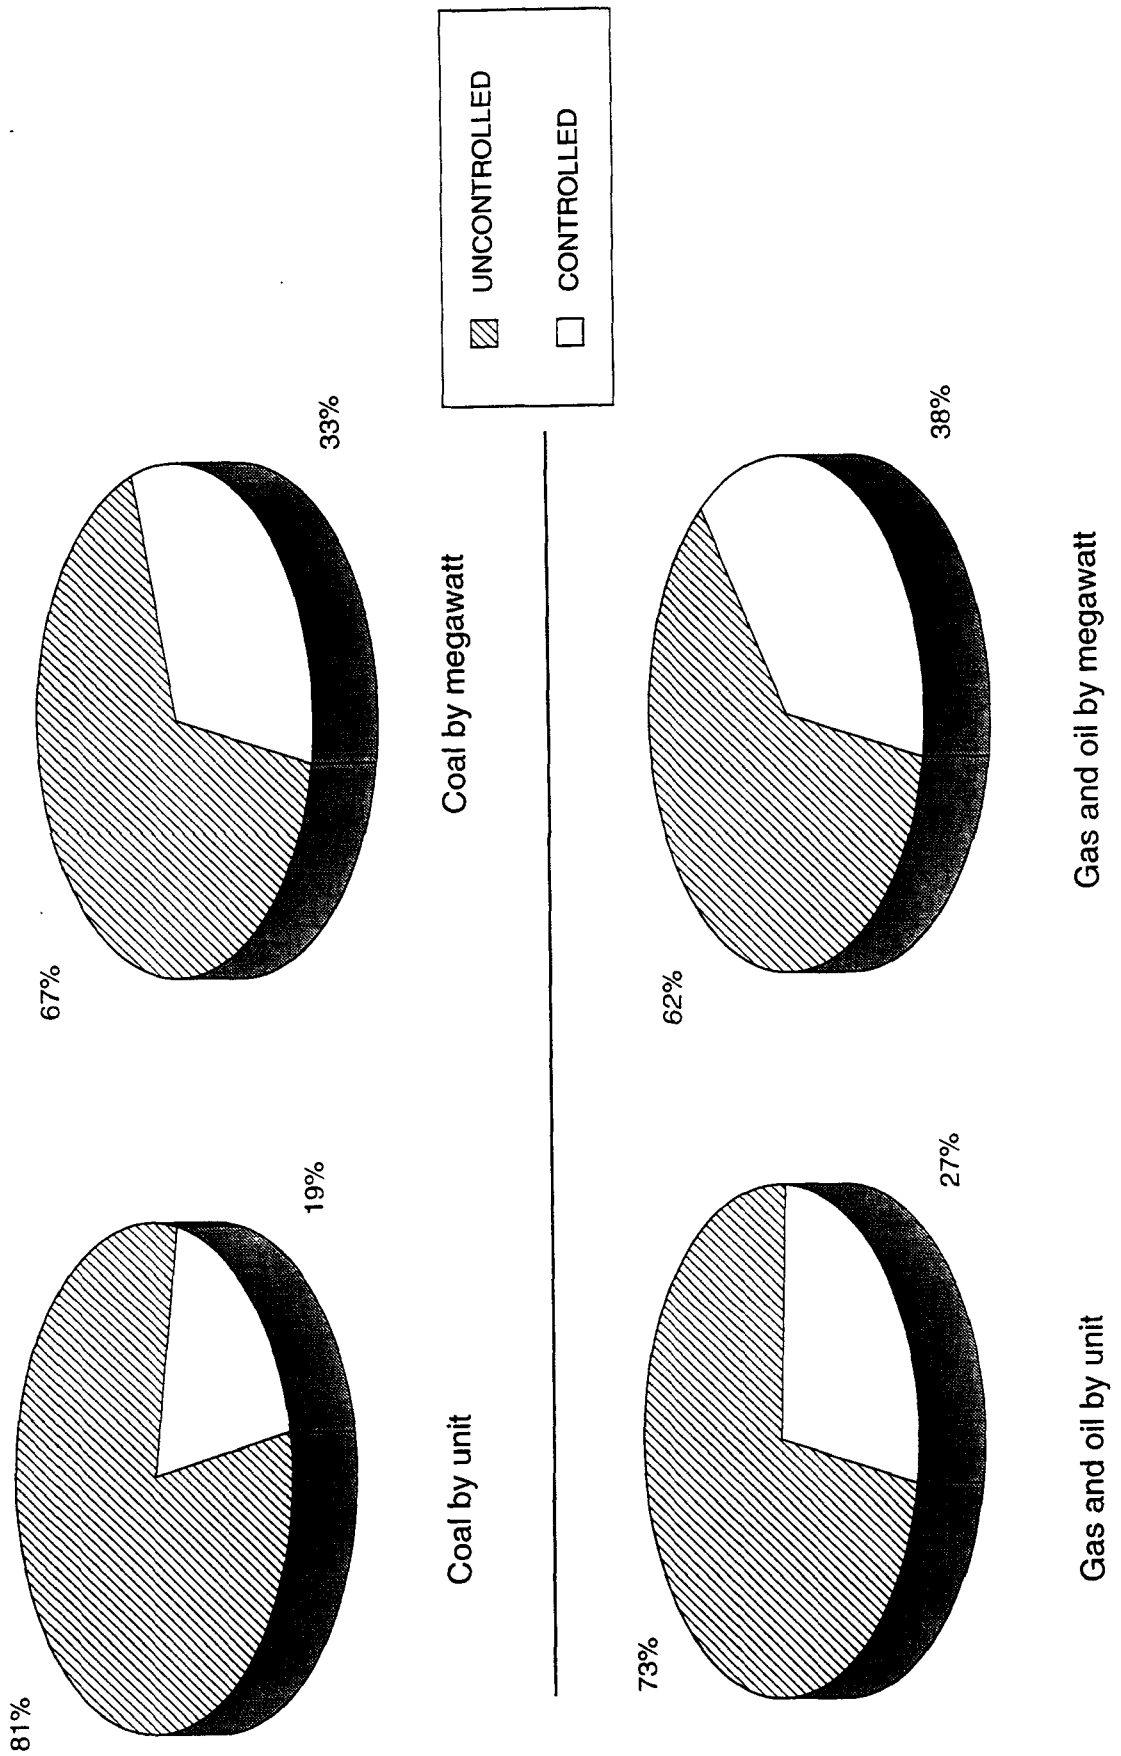 81%
19%
Coal by unit
67%
33%
Coal by megawatt
UNCONTROLLED
CONTROLLED
73%
27%
Gas and oil by unit
62%
38%
Gas and oil by megawatt